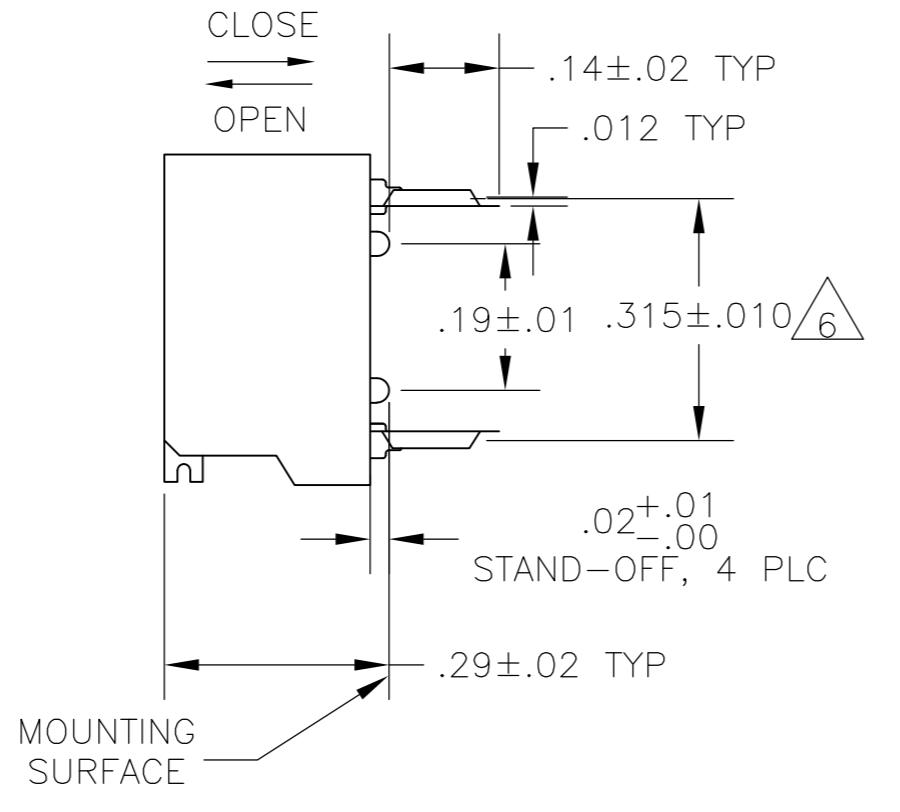 CLOSE
OPEN
.14±.02 TYP
.012 TYP
.19±.01
.315±.010
6
.02+.01
-.00
STAND-OFF, 4 PLC
.29±.02 TYP
MOUNTING
SURFACE